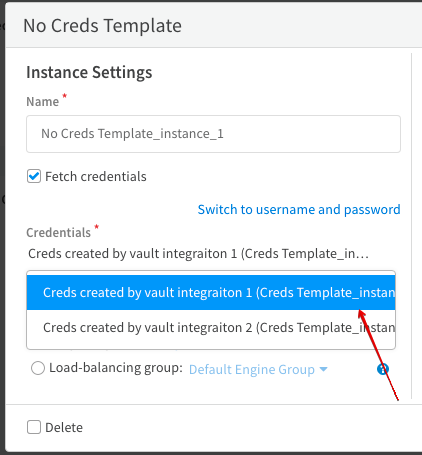 No Creds Template
Instance Settings
Name *
No Creds Template_instance_1
Fetch credentials
Switch to username and password
Credentials *
Creds created by vault integraiton 1 (Creds Template_in...
Creds created by vault integraiton 1 (Creds Template_instan
Creds created by vault integraiton 2 (Creds Template_instan
Load-balancing group: Default Engine Group
Delete